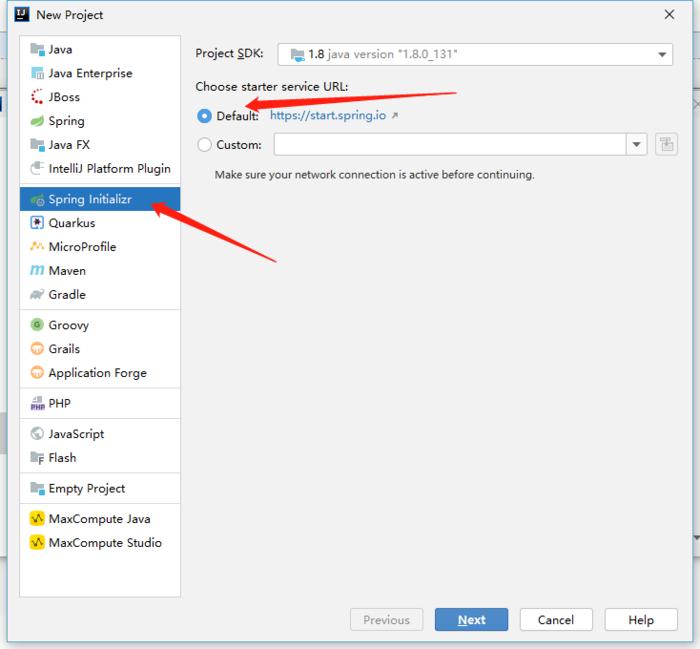 New Project
Java
Java Enterprise
JBoss
Spring
Java FX
IntelliJ Platform Plugin
Spring Initializr
Quarkus
MicroProfile
Maven
Gradle
Groovy
Grails
Application Forge
PHP
JavaScript
Flash
Empty Project
MaxCompute Java
MaxCompute Studio
Project SDK: 1.8 java version "1.8.0_131"
Choose starter service URL:
Default: https://start.spring.io
Custom:
Make sure your network connection is active before continuing.
Previous Next Cancel Help